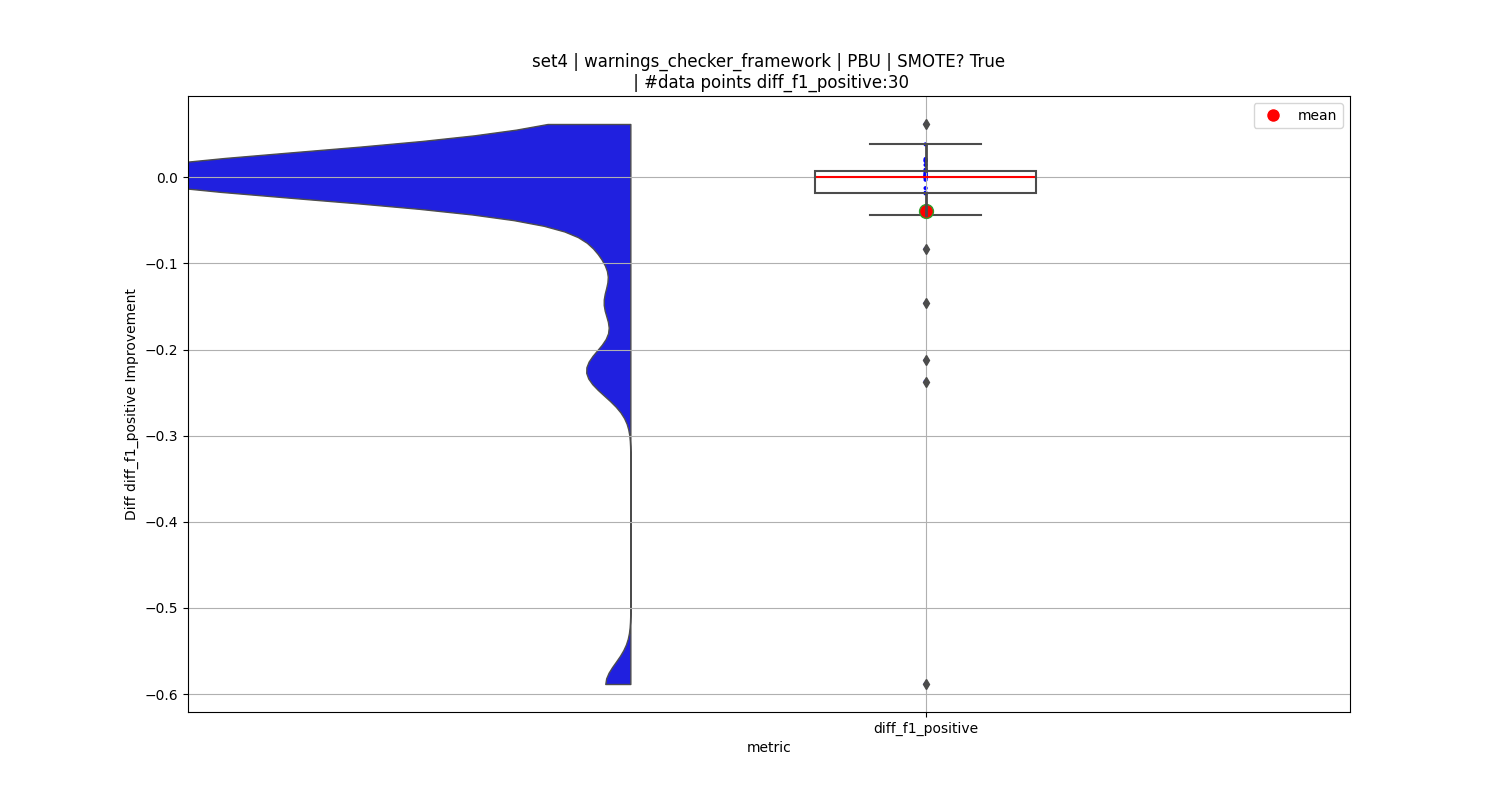 set4 | warnings_checker_framework | PBU | SMOTE? True
| #data points diff_f1_positive:30
mean
0.0
−0.1
−0.2
−0.3
−0.4
−0.5
−0.6
Diff diff_f1_positive Improvement
diff_f1_positive
metric